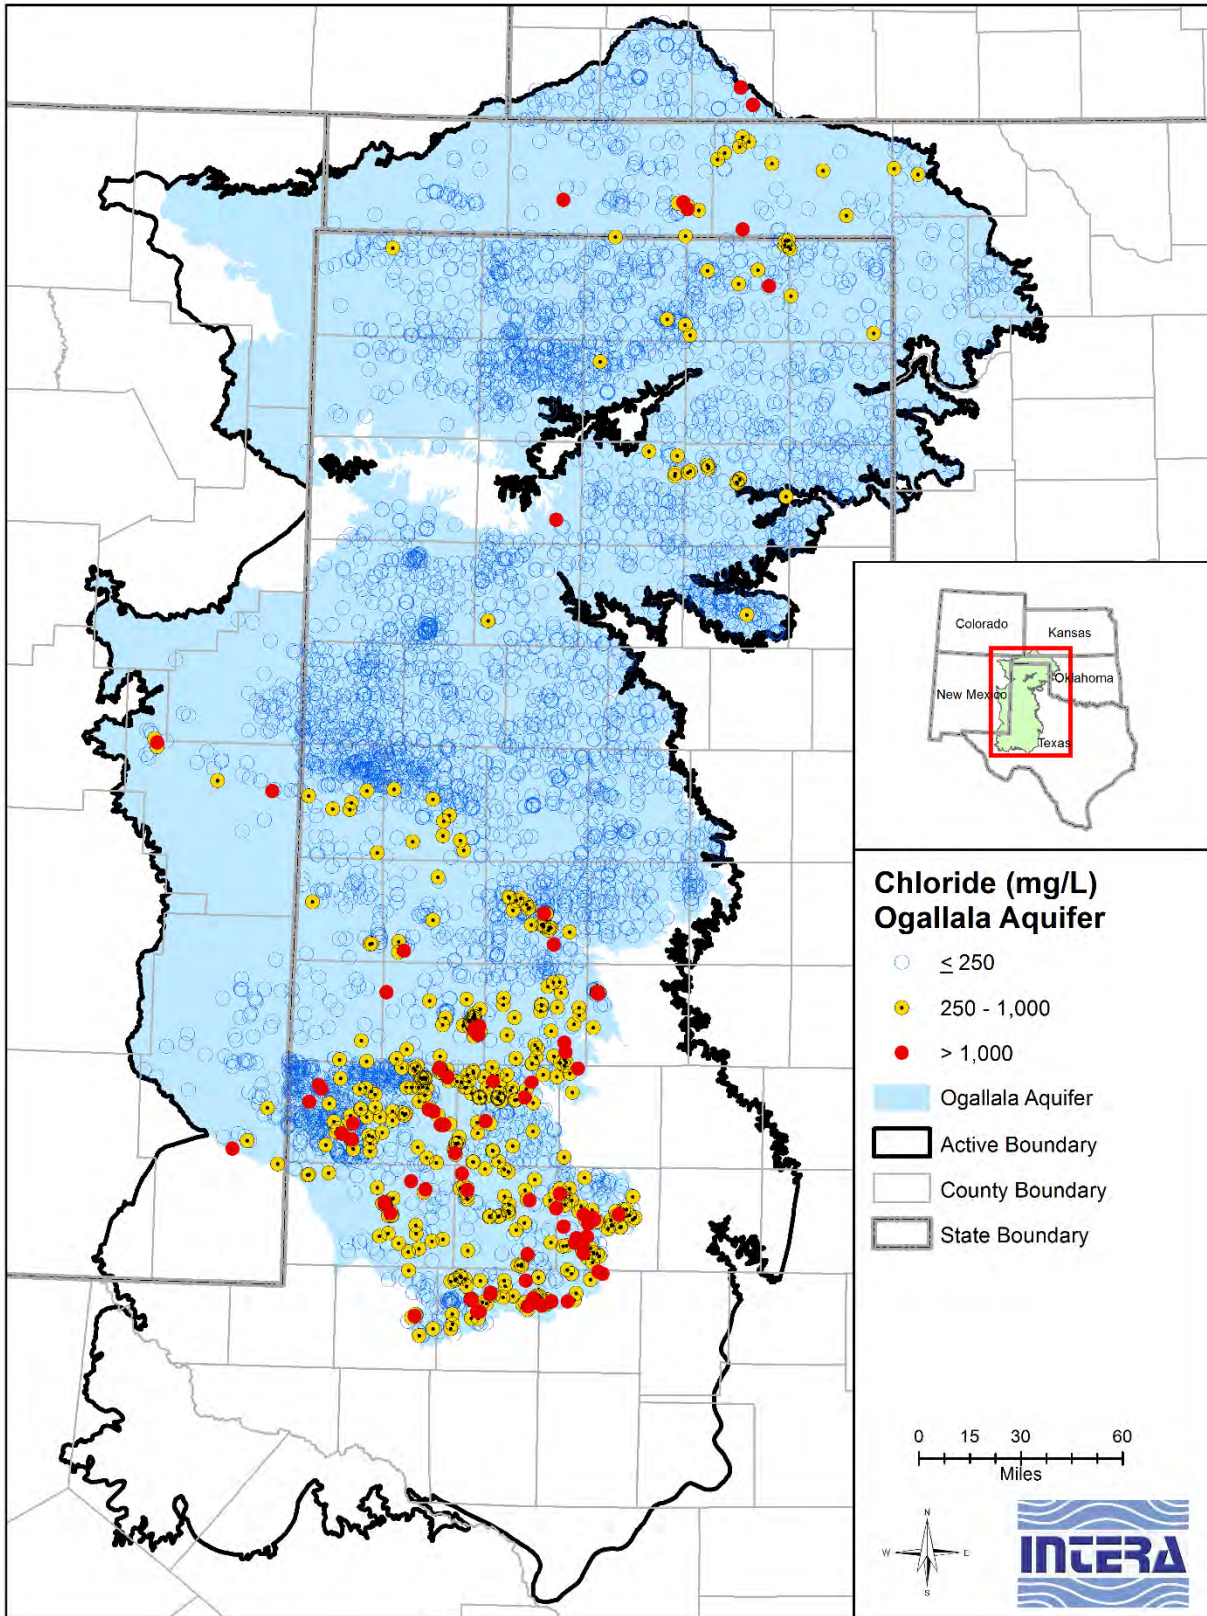 Colorado
Kansas
New Mexico
Oklahoma
Texas
Chloride (mg/L)
Ogallala Aquifer
≤ 250
250 - 1,000
> 1,000
Ogallala Aquifer
Active Boundary
County Boundary
State Boundary
0 15 30 60
Miles
N
W E
S
INTERA